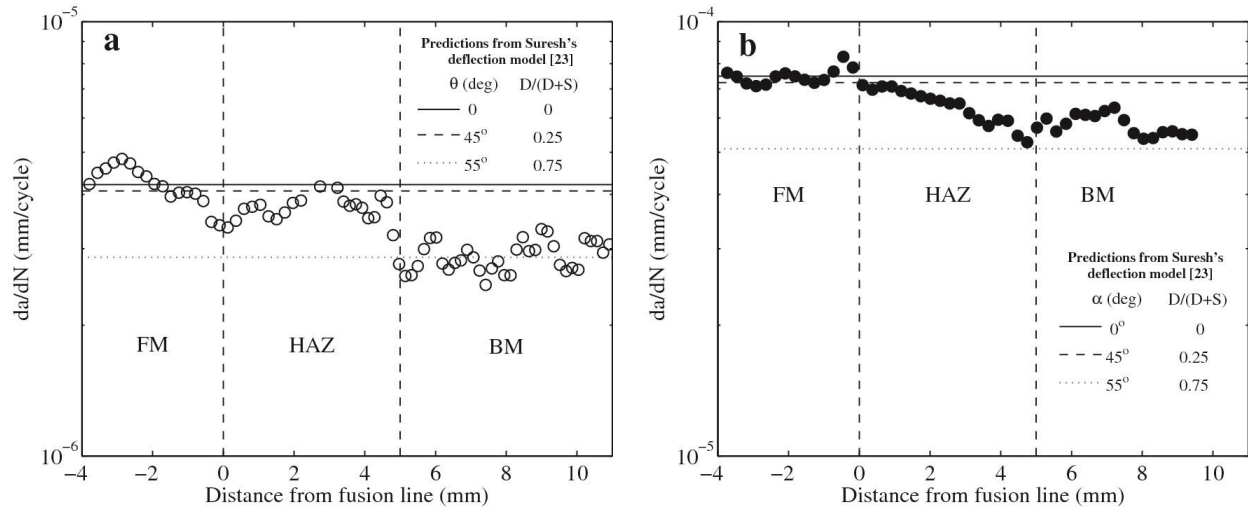 10⁻⁵
a
Predictions from Suresh's
deflection model [23]
θ (deg) D/(D+S)
0 0
45° 0.25
55° 0.75
da/dN (mm/cycle)
FM HAZ BM
10⁻⁶
−4 −2 0 2 4 6 8 10
Distance from fusion line (mm)
10⁻⁴
b
da/dN (mm/cycle)
FM HAZ BM
Predictions from Suresh's
deflection model [23]
α (deg) D/(D+S)
0° 0
45° 0.25
55° 0.75
10⁻⁵
−4 −2 0 2 4 6 8 10
Distance from fusion line (mm)